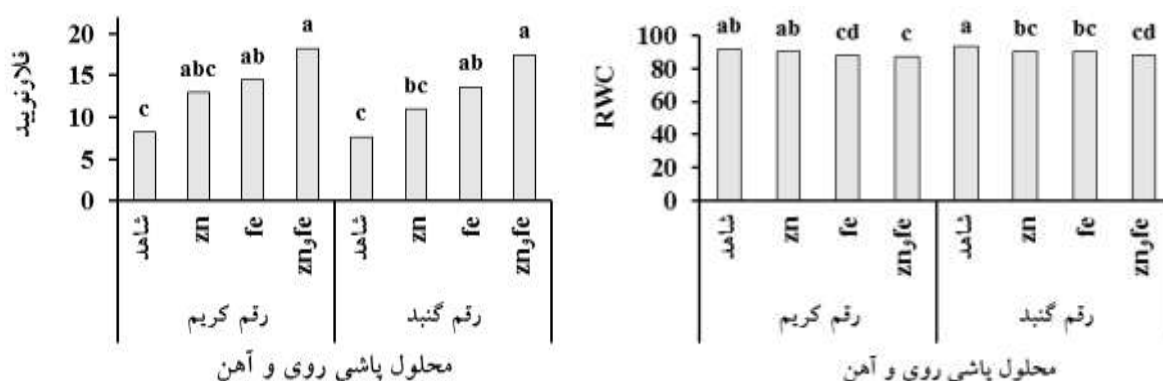 فلاونویید
20
15
10
5
0
c abc ab a c bc ab a
شاهد zn fe znوfe شاهد zn fe znوfe
رقم کریم رقم گنبد
محلول پاشی روی و آهن
RWC
100
80
60
40
20
0
ab ab cd c a bc bc cd
شاهد zn fe znوfe شاهد zn fe znوfe
رقم کریم رقم گنبد
محلول پاشی روی و آهن